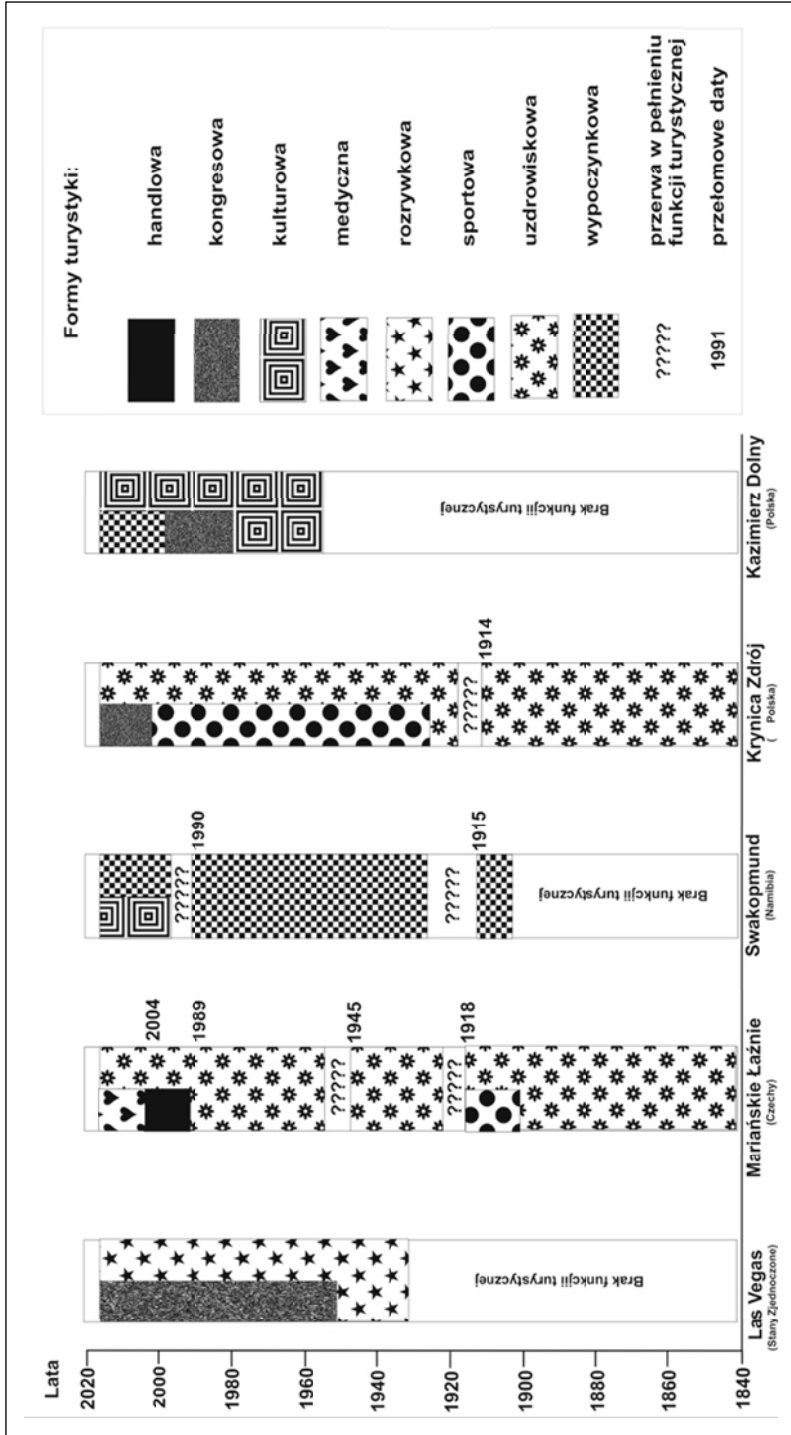 Lata
2020
2000
1980
1960
1940
1920
1900
1880
1860
1840
Brak funkcji turystycznej
Las Vegas
(Stany Zjednoczone)
2004
1989
?????
1945
?????
1918
Mariańskie Łaźnie
(Czechy)
?????
1990
?????
1915
Brak funkcji turystycznej
Swakopmund
(Namibia)
?????
1914
Krynica Zdrój
( Polska)
Brak funkcji turystycznej
Kazimierz Dolny
(Polska)
Formy turystyki:
handlowa
kongresowa
kulturowa
medyczna
rozrywkowa
sportowa
uzdrowiskowa
wypoczynkowa
????? przerwa w pełnieniu
funkcji turystycznej
1991 przełomowe daty